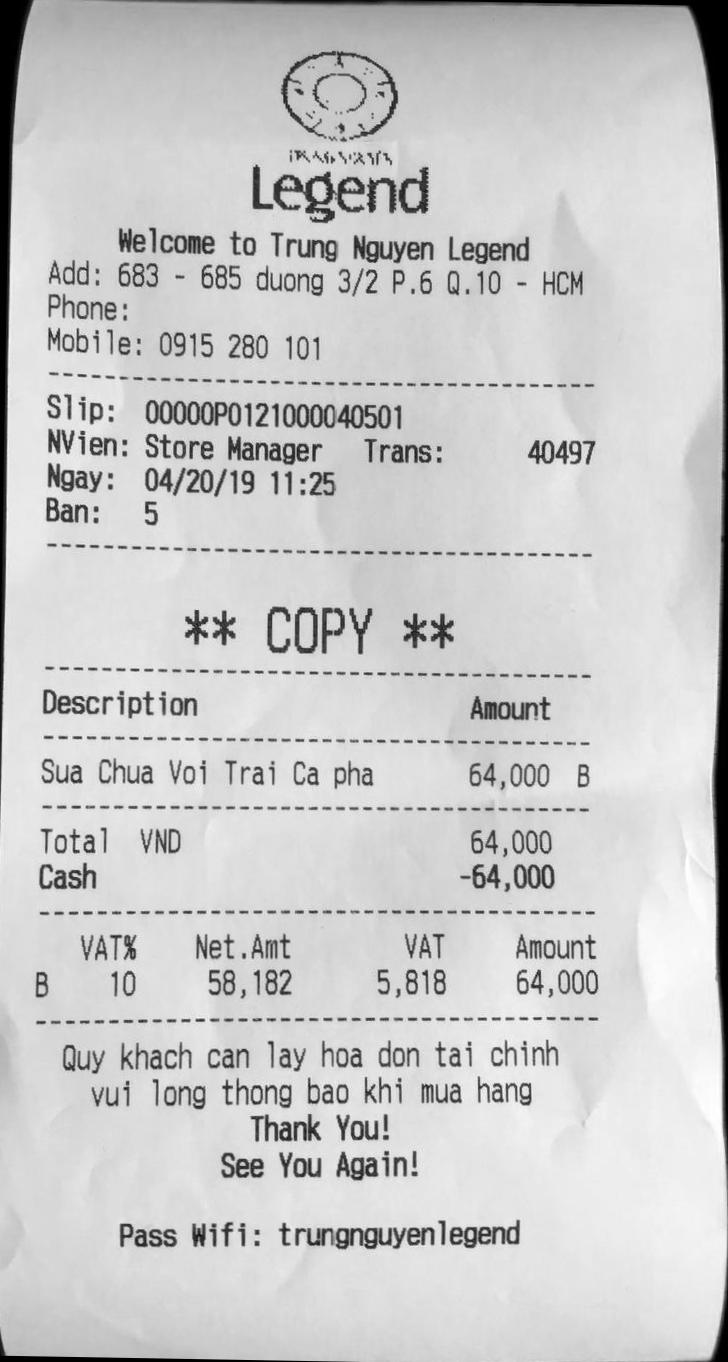 Legend
Welcome to Trung Nguyen Legend
Add: 683 - 685 duong 3/2 P.6 Q.10 - HCM
Phone:
Mobile: 0915 280 101
Slip: 00000P0121000040501
NVien: Store Manager Trans: 40497
Ngay: 04/20/19 11:25
Ban: 5
** COPY **
Description Amount
Sua Chua Voi Trai Ca pha 64,000 B
Total VND 64,000
Cash -64,000
VAT% Net.Amt VAT Amount
B 10 58,182 5,818 64,000
Quy khach can lay hoa don tai chinh
vui long thong bao khi mua hang
Thank You!
See You Again!
Pass Wifi: trungnguyenlegend